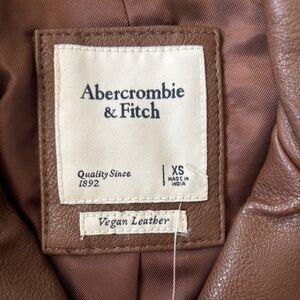 Abercrombie
& Fitch
Quality Since
1892
XS
MADE IN
INDIA
Vegan Leather